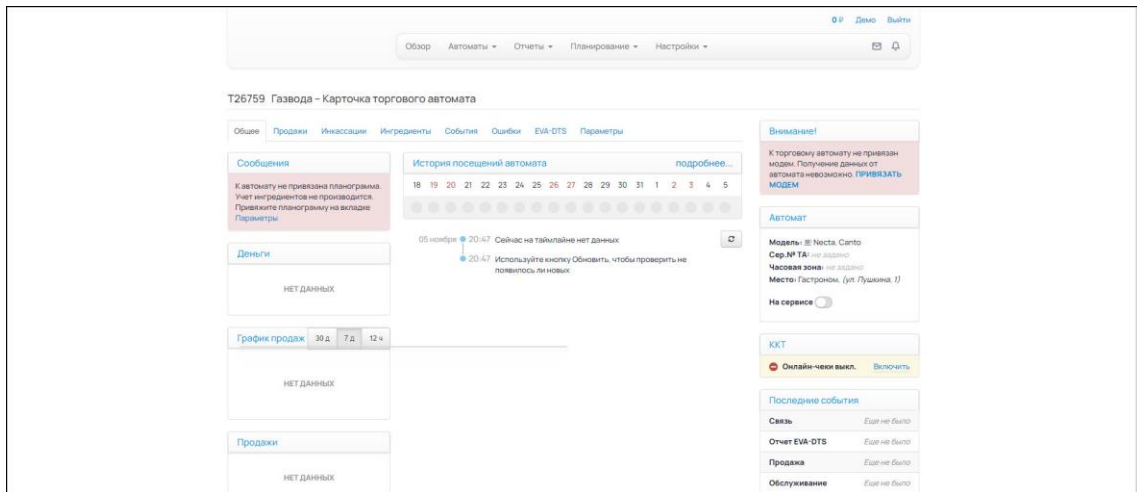 0 ₽ Демо Выйти
Обзор Автоматы Отчеты Планирование Настройки
T26759 Газвода – Карточка торгового автомата
Общее Продажи Инкассации Ингредиенты События Ошибки EVA-DTS Параметры
Сообщения
К автомату не привязана планограмма.
Учет ингредиентов не производится.
Привяжите планограмму на вкладке
Параметры
Деньги
НЕТ ДАННЫХ
График продаж 30 д 7 д 12 ч
НЕТ ДАННЫХ
Продажи
НЕТ ДАННЫХ
История посещений автомата подробнее...
18 19 20 21 22 23 24 25 26 27 28 29 30 31 1 2 3 4 5
05 ноября 20:47 Сейчас на таймлайне нет данных
20:47 Используйте кнопку Обновить, чтобы проверить не
появилось ли новых
Внимание!
К торговому автомату не привязан
модем. Получение данных от
автомата невозможно. ПРИВЯЗАТЬ
МОДЕМ
Автомат
Модель: Necta, Canto
Сер.№ ТА: не задано
Часовая зона: не задано
Место: Гастроном, (ул. Пушкина, 1)
На сервисе
ККТ
Онлайн-чеки выкл. Включить
Последние события
Связь Еще не было
Отчет EVA-DTS Еще не было
Продажа Еще не было
Обслуживание Еще не было